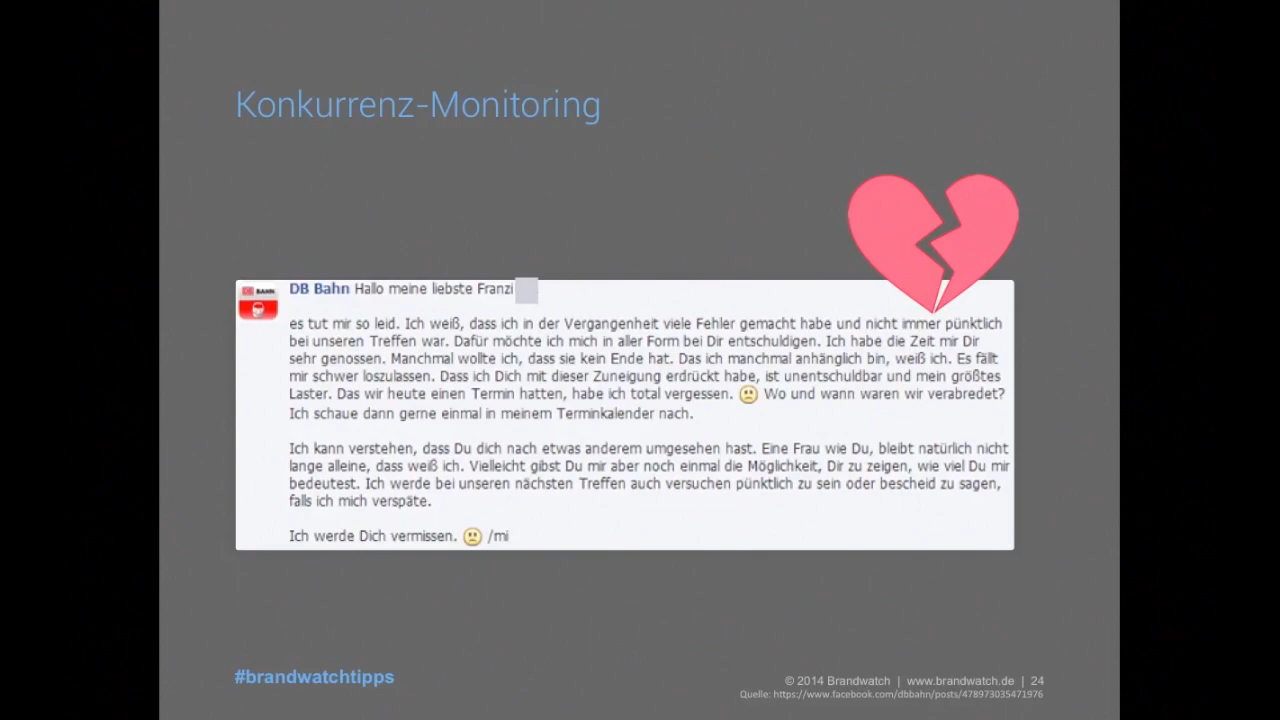 Konkurrenz-Monitoring
DB BAHN
DB Bahn Hallo meine liebste Franzi
es tut mir so leid. Ich weiß, dass ich in der Vergangenheit viele Fehler gemacht habe und nicht immer pünktlich
bei unseren Treffen war. Dafür möchte ich mich in aller Form bei Dir entschuldigen. Ich habe die Zeit mir Dir
sehr genossen. Manchmal wollte ich, dass sie kein Ende hat. Das ich manchmal anhänglich bin, weiß ich. Es fällt
mir schwer loszulassen. Dass ich Dich mit dieser Zuneigung erdrückt habe, ist unentschuldbar und mein größtes
Laster. Das wir heute einen Termin hatten, habe ich total vergessen. Wo und wann waren wir verabredet?
Ich schaue dann gerne einmal in meinem Terminkalender nach.
Ich kann verstehen, dass Du dich nach etwas anderem umgesehen hast. Eine Frau wie Du, bleibt natürlich nicht
lange alleine, dass weiß ich. Vielleicht gibst Du mir aber noch einmal die Möglichkeit, Dir zu zeigen, wie viel Du mir
bedeutest. Ich werde bei unseren nächsten Treffen auch versuchen pünktlich zu sein oder bescheid zu sagen,
falls ich mich verspäte.
Ich werde Dich vermissen. /mi
#brandwatchtipps
© 2014 Brandwatch | www.brandwatch.de | 24
Quelle: https://www.facebook.com/dbbahn/posts/478973035471976